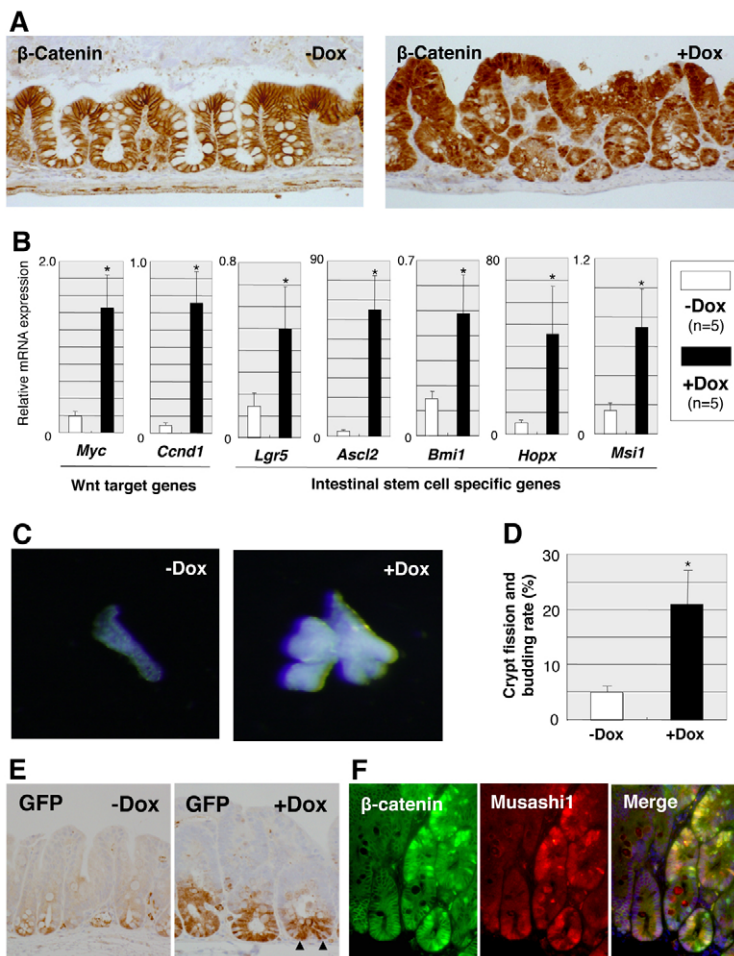 A
β-Catenin -Dox
β-Catenin +Dox
B
Relative mRNA expression
2.0
0
*
Myc
1.0
0
*
Ccnd1
0.8
0
*
Lgr5
90
0
*
Ascl2
0.7
0
*
Bmi1
80
0
*
Hopx
1.2
0
*
Msi1
Wnt target genes
Intestinal stem cell specific genes
-Dox
(n=5)
+Dox
(n=5)
C
-Dox
+Dox
D
Crypt fission and
budding rate (%)
30
20
10
0
*
-Dox
+Dox
E
GFP -Dox
GFP +Dox
F
β-catenin
Musashi1
Merge